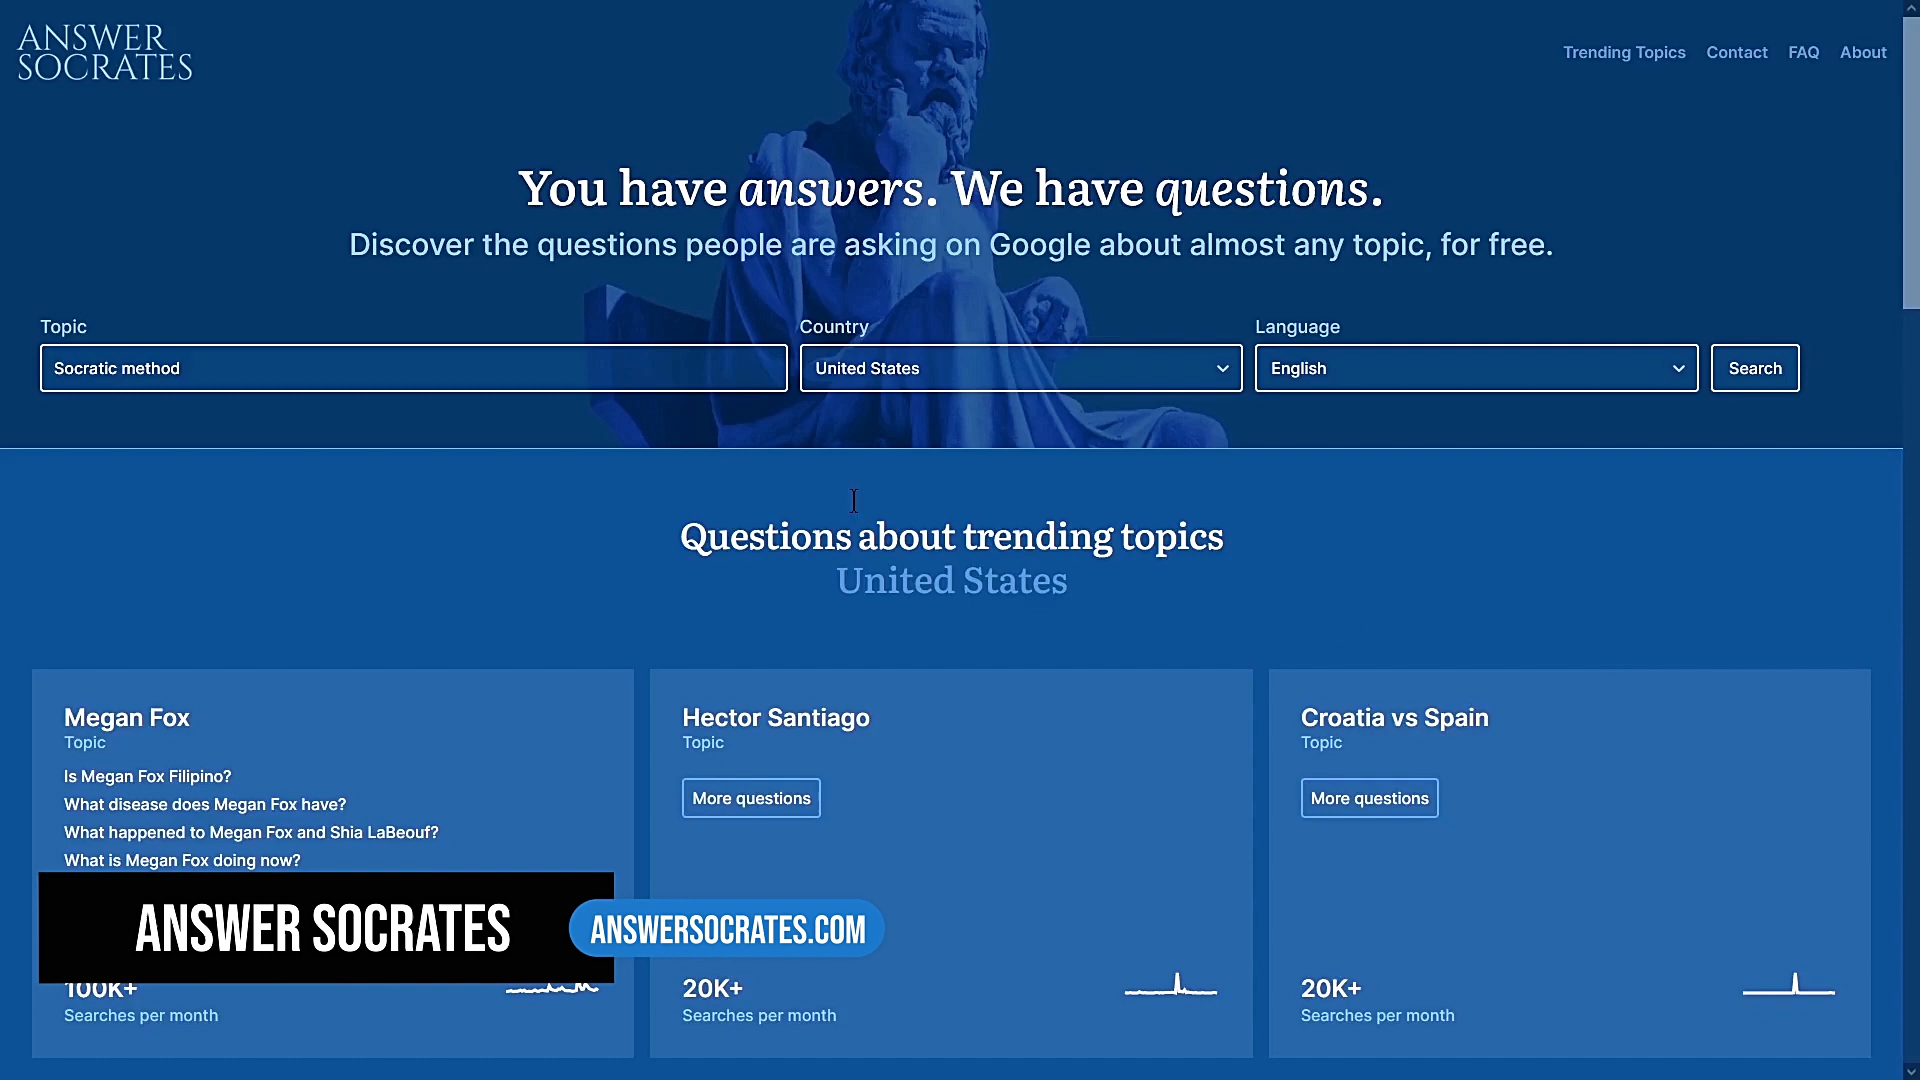 ANSWER
SOCRATES
Trending Topics Contact FAQ About
You have answers. We have questions.
Discover the questions people are asking on Google about almost any topic, for free.
Topic
Country
Language
Socratic method
United States
English
Search
Questions about trending topics
United States
Megan Fox
Topic
Is Megan Fox Filipino?
What disease does Megan Fox have?
What happened to Megan Fox and Shia LaBeouf?
What is Megan Fox doing now?
100K+
Searches per month
Hector Santiago
Topic
More questions
20K+
Searches per month
Croatia vs Spain
Topic
More questions
20K+
Searches per month
ANSWER SOCRATES
ANSWERSOCRATES.COM